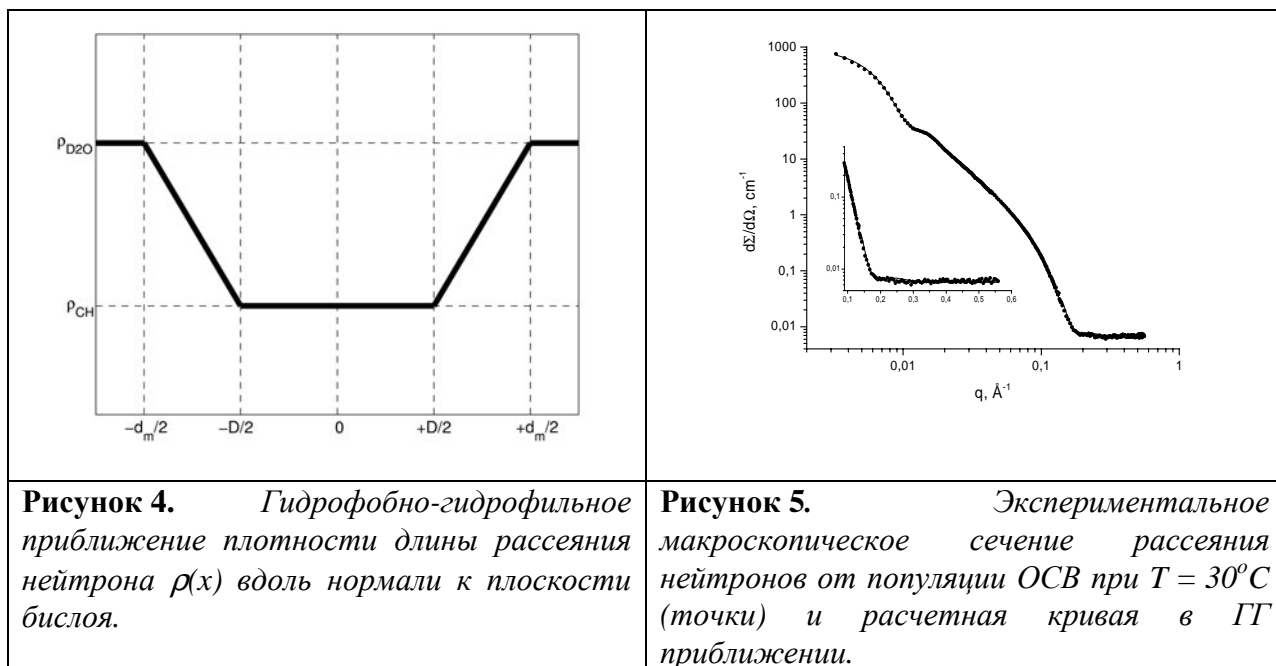 ρD2O
ρCH
−dm/2
−D/2
0
+D/2
+dm/2
1000
100
10
1
0,1
0,01
dΣ/dΩ, cm-1
0,1
0,01
0,1
0,2
0,3
0,4
0,5
0,6
0,01
0,1
1
q, Å-1
Рисунок 4. Гидрофобно-гидрофильное
приближение плотности длины рассеяния
нейтрона ρ(x) вдоль нормали к плоскости
бислоя.
Рисунок 5. Экспериментальное
макроскопическое сечение рассеяния
нейтронов от популяции ОСВ при T = 30oC
(точки) и расчетная кривая в ГГ
приближении.